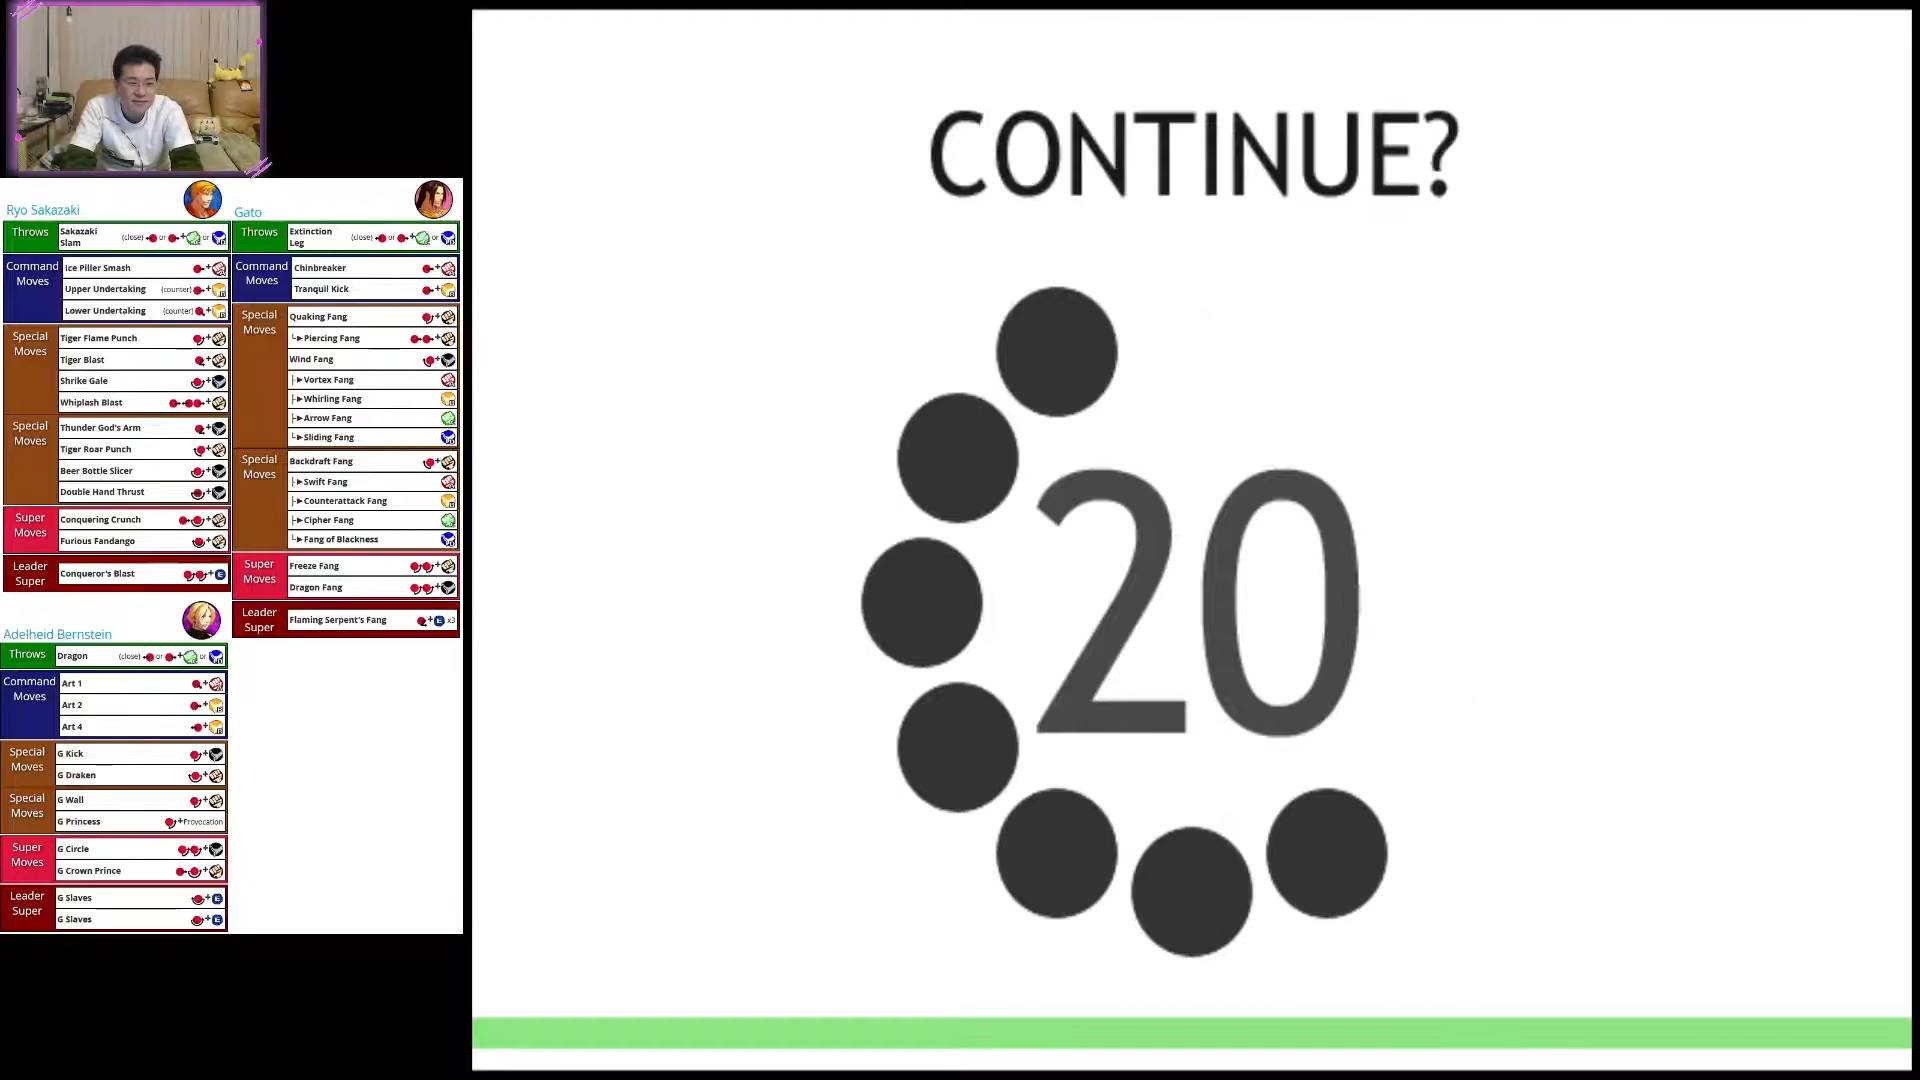 CONTINUE?
20
Ryo Sakazaki
Throws
Sakazaki Slam (close) or + or
Command Moves
Ice Piller Smash +
Upper Undertaking (counter) +
Lower Undertaking (counter) +
Special Moves
Tiger Flame Punch +
Tiger Blast +
Shrike Gale +
Whiplash Blast +
Special Moves
Thunder God's Arm +
Tiger Roar Punch +
Beer Bottle Slicer +
Double Hand Thrust +
Super Moves
Conquering Crunch +
Furious Fandango +
Leader Super
Conqueror's Blast + E
Gato
Throws
Extinction Leg (close) or + or
Command Moves
Chinbreaker +
Tranquil Kick +
Special Moves
Quaking Fang +
Piercing Fang +
Wind Fang +
Vortex Fang
Whirling Fang
Arrow Fang
Sliding Fang
Special Moves
Backdraft Fang +
Swift Fang
Counterattack Fang
Cipher Fang
Fang of Blackness
Super Moves
Freeze Fang +
Dragon Fang +
Leader Super
Flaming Serpent's Fang + E x3
Adelheid Bernstein
Throws
Dragon (close) or + or
Command Moves
Art 1 +
Art 2 +
Art 4 +
Special Moves
G Kick +
G Draken +
Special Moves
G Wall +
G Princess +Provocation
Super Moves
G Circle +
G Crown Prince +
Leader Super
G Slaves + E
G Slaves + E